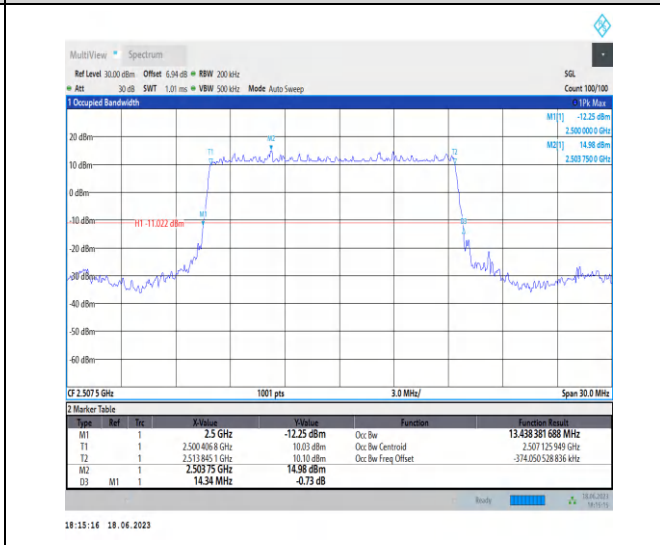 MultiView Spectrum
Ref Level 30.00 dBm Offset 6.94 dB RBW 200 kHz SGL
Att 30 dB SWT 1.01 ms VBW 500 kHz Mode Auto Sweep Count 100/100
1 Occupied Bandwidth 1Pk Max
M1[1] -12.25 dBm
2.500 000 0 GHz
M2[1] 14.98 dBm
2.503 750 0 GHz
20 dBm
T1 M2 T2
10 dBm
0 dBm
M1
-10 dBm
H1 -11.022 dBm
D3
-20 dBm
-30 dBm
-40 dBm
-50 dBm
-60 dBm
CF 2.507 5 GHz 1001 pts 3.0 MHz/ Span 30.0 MHz
2 Marker Table
Type Ref Trc X-Value Y-Value Function Function Result
M1 1 2.5 GHz -12.25 dBm Occ Bw 13.438 381 688 MHz
T1 1 2.500 406 8 GHz 10.03 dBm Occ Bw Centroid 2.507 125 949 GHz
T2 1 2.513 845 1 GHz 10.10 dBm Occ Bw Freq Offset -374.050 528 836 kHz
M2 1 2.503 75 GHz 14.98 dBm
D3 M1 1 14.34 MHz -0.73 dB
Ready 18.06.2023
18:15:15
18:15:16 18.06.2023